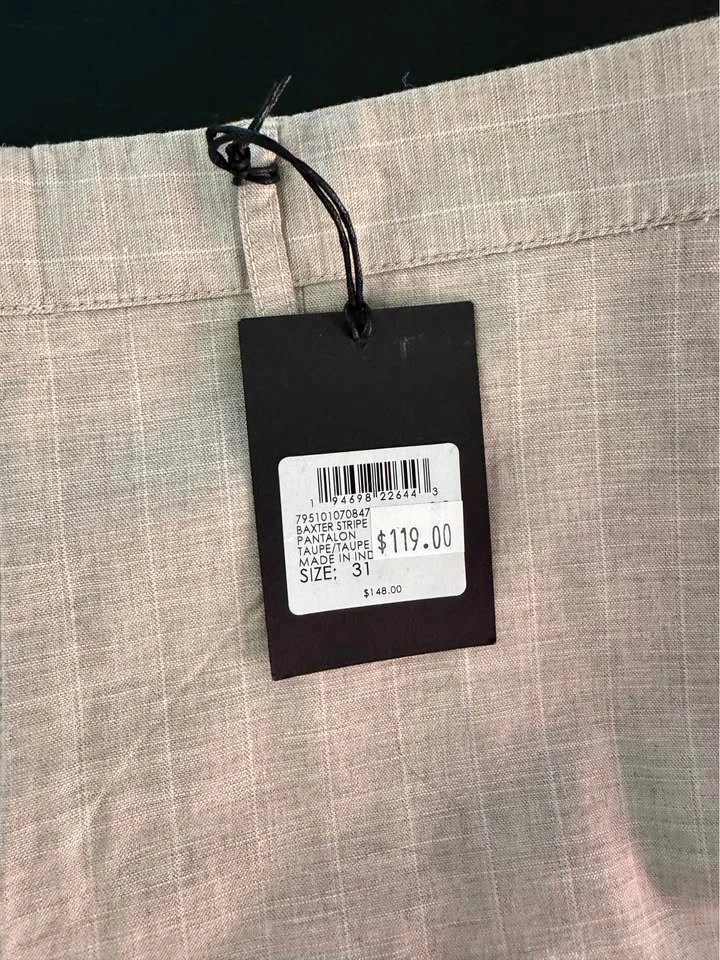 1 94698 22644 3
795101070847
BAXTER STRIPE
PANTALON
TAUPE/TAUPE
MADE IN IND
SIZE: 31
$119.00
$148.00